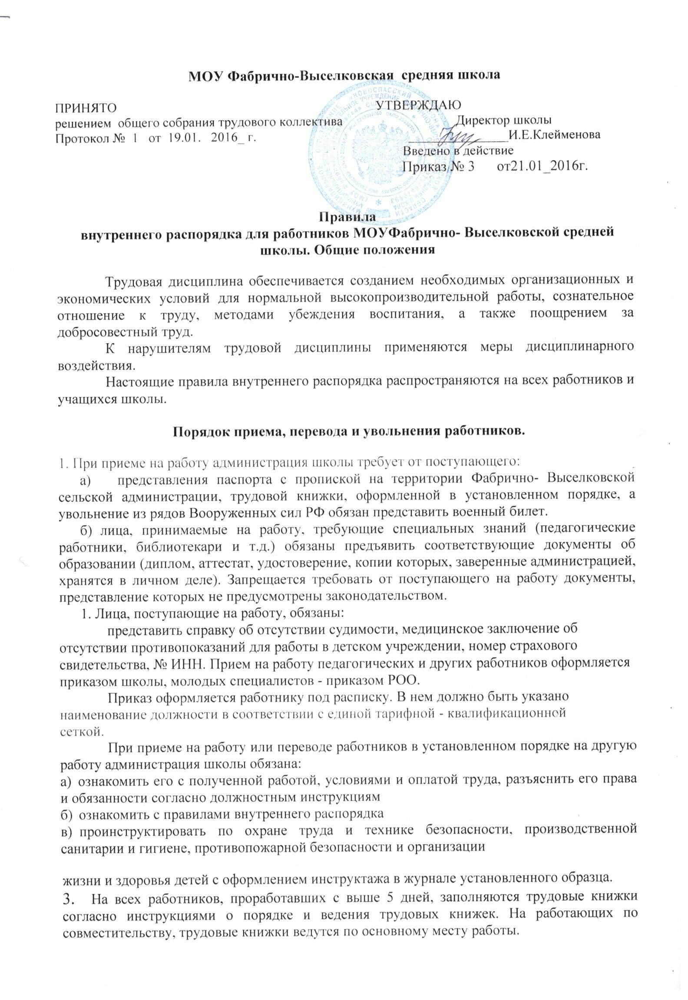 МОУ Фабрично-Выселковская средняя школа
ПРИНЯТО
решением общего собрания трудового коллектива
Протокол № 1 от 19.01. 2016_ г.
УТВЕРЖДАЮ
Директор школы
И.Е.Клейменова
Введено в действие
Приказ № 3 от21.01_2016г.
Правила
внутреннего распорядка для работников МОУФабрично- Выселковской средней
школы. Общие положения
Трудовая дисциплина обеспечивается созданием необходимых организационных и
экономических условий для нормальной высокопроизводительной работы, сознательное
отношение к труду, методами убеждения воспитания, а также поощрением за
добросовестный труд.
К нарушителям трудовой дисциплины применяются меры дисциплинарного
воздействия.
Настоящие правила внутреннего распорядка распространяются на всех работников и
учащихся школы.
Порядок приема, перевода и увольнения работников.
1. При приеме на работу администрация школы требует от поступающего:
а) представления паспорта с пропиской на территории Фабрично- Выселковской
сельской администрации, трудовой книжки, оформленной в установленном порядке, а
увольнение из рядов Вооруженных сил РФ обязан представить военный билет.
б) лица, принимаемые на работу, требующие специальных знаний (педагогические
работники, библиотекари и т.д.) обязаны предъявить соответствующие документы об
образовании (диплом, аттестат, удостоверение, копии которых, заверенные администрацией,
хранятся в личном деле). Запрещается требовать от поступающего на работу документы,
представление которых не предусмотрены законодательством.
1. Лица, поступающие на работу, обязаны:
представить справку об отсутствии судимости, медицинское заключение об
отсутствии противопоказаний для работы в детском учреждении, номер страхового
свидетельства, № ИНН. Прием на работу педагогических и других работников оформляется
приказом школы, молодых специалистов - приказом РОО.
Приказ оформляется работнику под расписку. В нем должно быть указано
наименование должности в соответствии с единой тарифной - квалификационной
сеткой.
При приеме на работу или переводе работников в установленном порядке на другую
работу администрация школы обязана:
а) ознакомить его с полученной работой, условиями и оплатой труда, разъяснить его права
и обязанности согласно должностным инструкциям
б) ознакомить с правилами внутреннего распорядка
в) проинструктировать по охране труда и технике безопасности, производственной
санитарии и гигиене, противопожарной безопасности и организации
жизни и здоровья детей с оформлением инструктажа в журнале установленного образца.
3. На всех работников, проработавших с выше 5 дней, заполняются трудовые книжки
согласно инструкциями о порядке и ведения трудовых книжек. На работающих по
совместительству, трудовые книжки ведутся по основному месту работы.